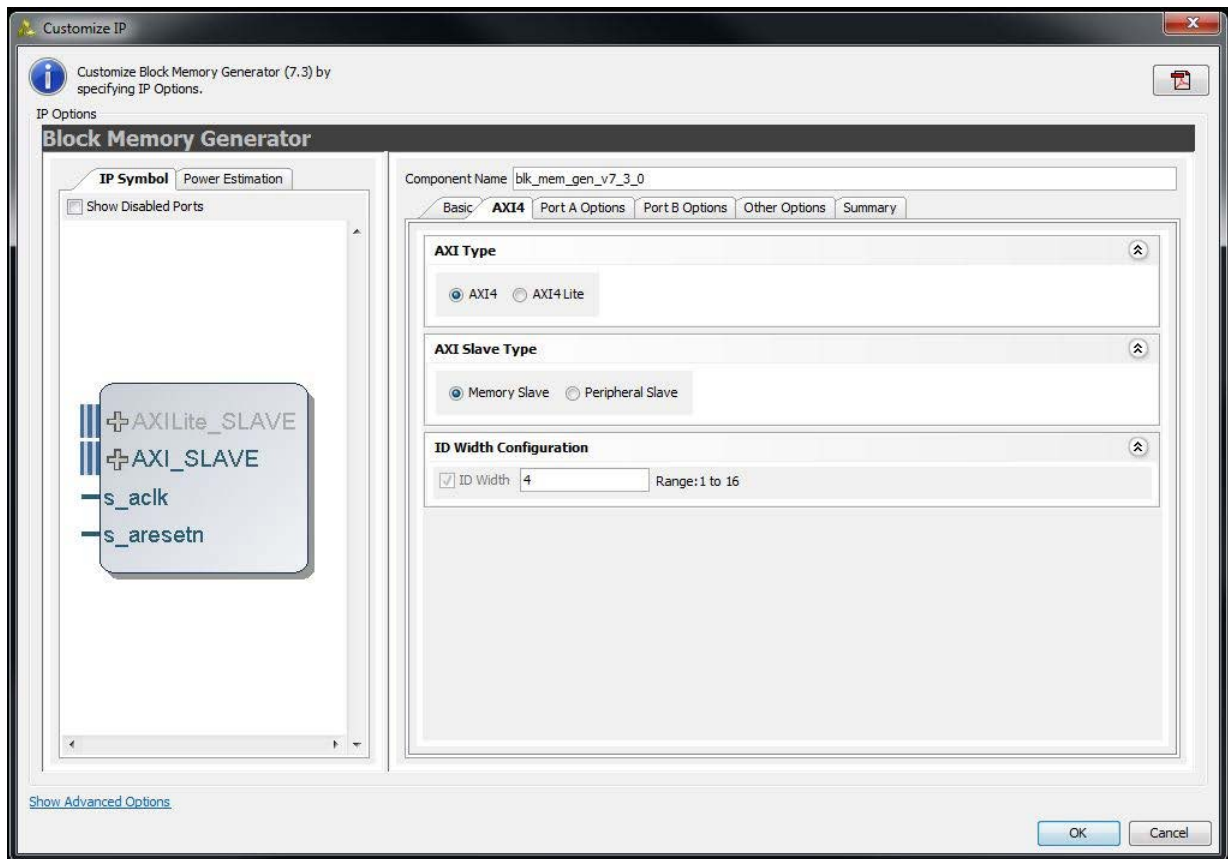 Customize IP
Customize Block Memory Generator (7.3) by
specifying IP Options.
IP Options
Block Memory Generator
IP Symbol
Power Estimation
Show Disabled Ports
AXILite_SLAVE
AXI_SLAVE
s_aclk
s_aresetn
Component Name blk_mem_gen_v7_3_0
Basic AXI4 Port A Options Port B Options Other Options Summary
AXI Type
AXI4 AXI4 Lite
AXI Slave Type
Memory Slave Peripheral Slave
ID Width Configuration
ID Width 4 Range:1 to 16
Show Advanced Options
OK Cancel